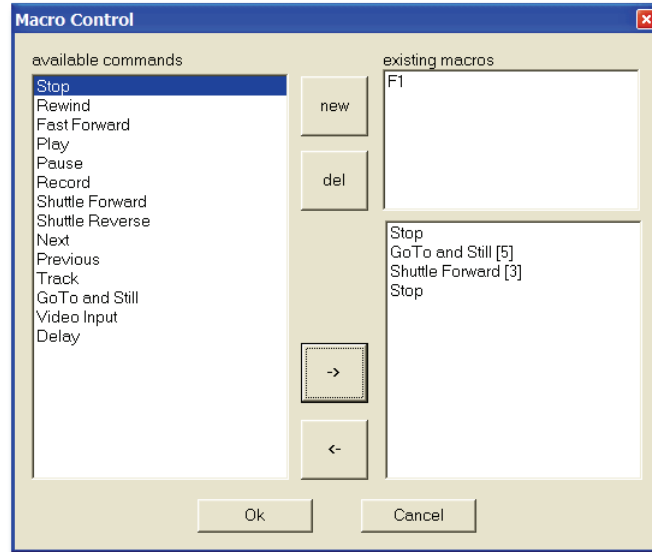 Macro Control
available commands
Stop
Rewind
Fast Forward
Play
Pause
Record
Shuttle Forward
Shuttle Reverse
Next
Previous
Track
GoTo and Still
Video Input
Delay
new
del
->
<-
existing macros
F1
Stop
GoTo and Still [5]
Shuttle Forward [3]
Stop
Ok
Cancel